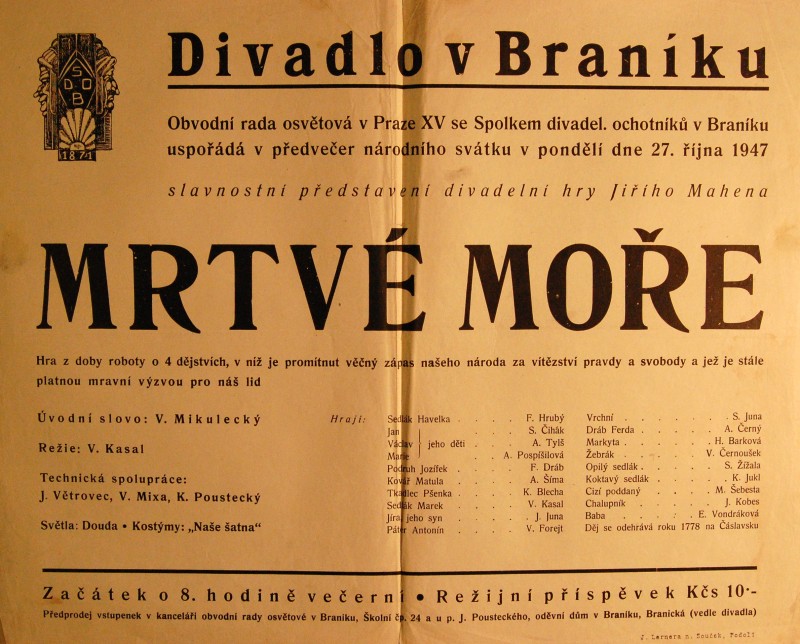 S
D O
B
1871
Divadlo v Braníku
Obvodní rada osvětová v Praze XV se Spolkem divadel. ochotníků v Braníku
uspořádá v předvečer národního svátku v pondělí dne 27. října 1947
slavnostní představení divadelní hry Jiřího Mahena
MRTVÉ MOŘE
Hra z doby roboty o 4 dějstvích, v níž je promítnut věčný zápas našeho národa za vítězství pravdy a svobody a jež je stále
platnou mravní výzvou pro náš lid
Úvodní slovo: V. Mikulecký
Režie: V. Kasal
Technická spolupráce:
J. Větrovec, V. Mixa, K. Poustecký
Světla: Douda • Kostýmy: „Naše šatna“
Hrají:
Sedlák Havelka . . . . F. Hrubý
Jan . . . S. Čihák
Václav } jeho děti . . . A. Tylš
Marie . . . A. Pospíšilová
Podruh Jozífek . . . . F. Dráb
Kovář Matula . . . . A. Šíma
Tkadlec Pšenka . . . . K. Blecha
Sedlák Marek . . . . V. Kasal
Jíra, jeho syn . . . . J. Juna
Páter Antonín . . . . V. Forejt
Vrchní . . . . . . S. Juna
Dráb Ferda . . . . . A. Černý
Markyta . . . . . H. Barková
Žebrák . . . . . V. Černoušek
Opilý sedlák . . . . . S. Žížala
Koktavý sedlák . . . . K. Jukl
Cizí poddaný . . . . M. Šebesta
Chalupník . . . . . J. Kobes
Baba . . . . . E. Vondráková
Děj se odehrává roku 1778 na Čáslavsku
Začátek o 8. hodině večerní • Režijní příspěvek Kčs 10·-
Předprodej vstupenek v kanceláři obvodní rady osvětové v Braníku, Školní čp. 24 a u p. J. Pousteckého, oděvní dům v Braníku, Branická (vedle divadla)
J. Lernera n. Souček, Podolí